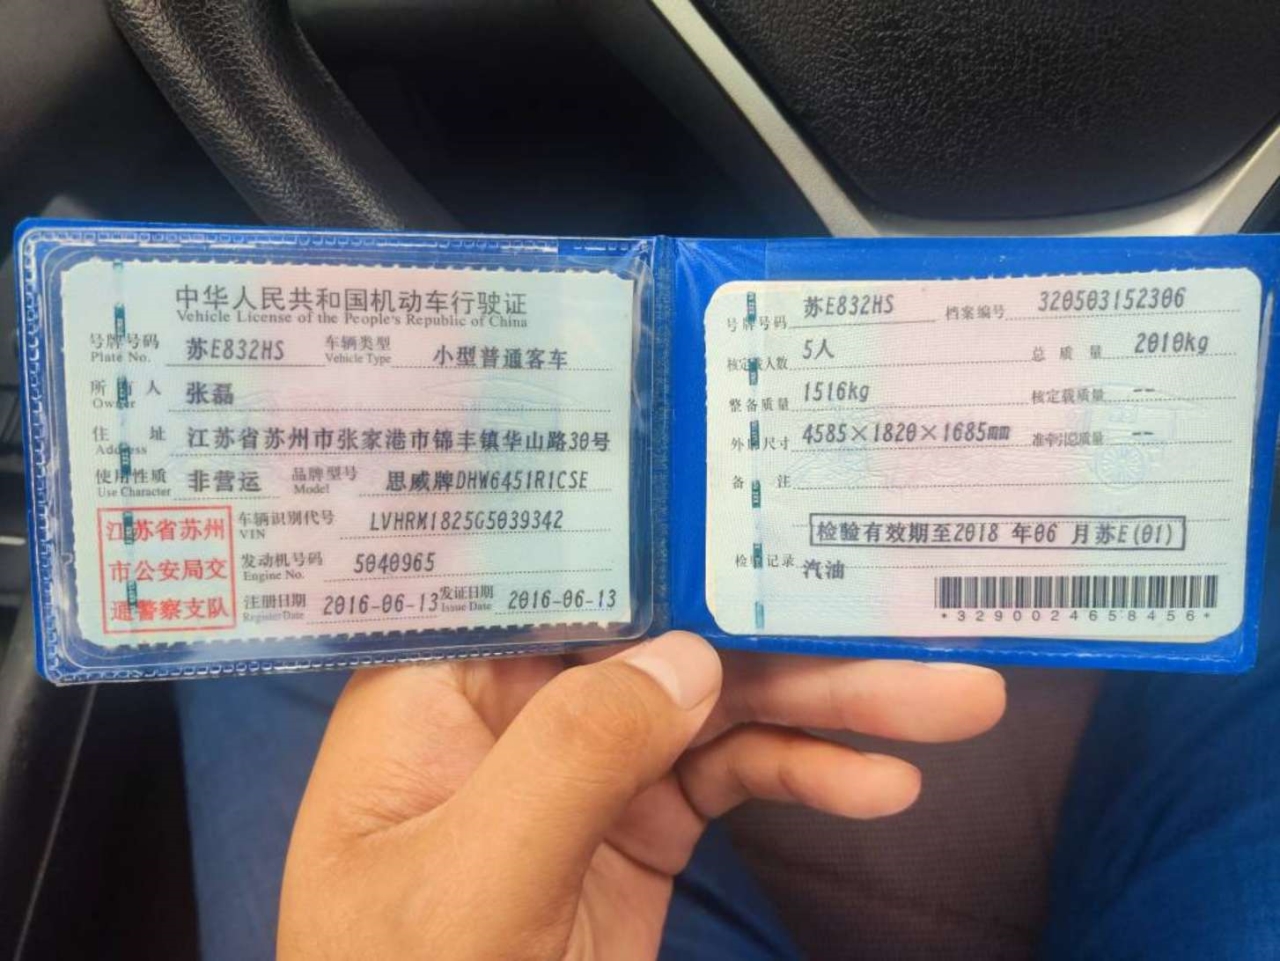 中华人民共和国机动车行驶证
Vehicle License of the People's Republic of China
号牌号码 苏E832HS 车辆类型 小型普通客车
Plate No. Vehicle Type
所有人 张磊
Owner
住址 江苏省苏州市张家港市锦丰镇华山路30号
Address
使用性质 非营运 品牌型号 思威牌DHW6451R1CSE
Use Character Model
江苏省苏州
市公安局交
通警察支队
车辆识别代号 LVHRM1825G5039342
VIN
发动机号码 5040965
Engine No.
注册日期 2016-06-13 发证日期 2016-06-13
Register Date Issue Date
号牌号码 苏E832HS 档案编号 320503152306
核定载人数 5人 总质量 2010kg
整备质量 1516kg 核定载质量 --
外廓尺寸 4585×1820×1685mm 准牵引总质量 --
备注
检验有效期至2018 年06 月苏E(01)
检验记录 汽油
*3290024658456*